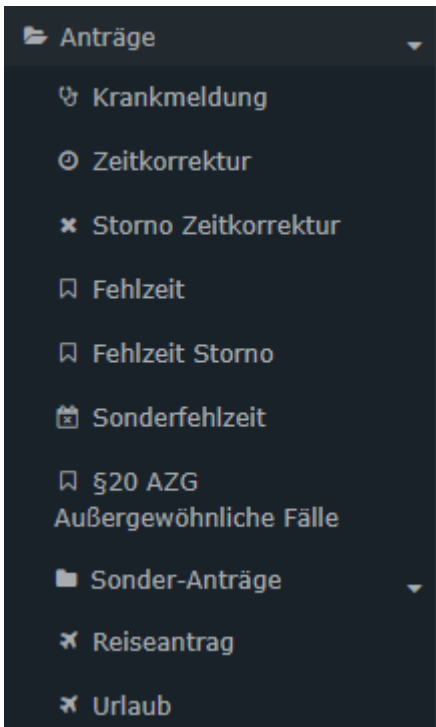 Anträge
Krankmeldung
Zeitkorrektur
Storno Zeitkorrektur
Fehlzeit
Fehlzeit Storno
Sonderfehlzeit
§20 AZG
Außergewöhnliche Fälle
Sonder-Anträge
Reiseantrag
Urlaub